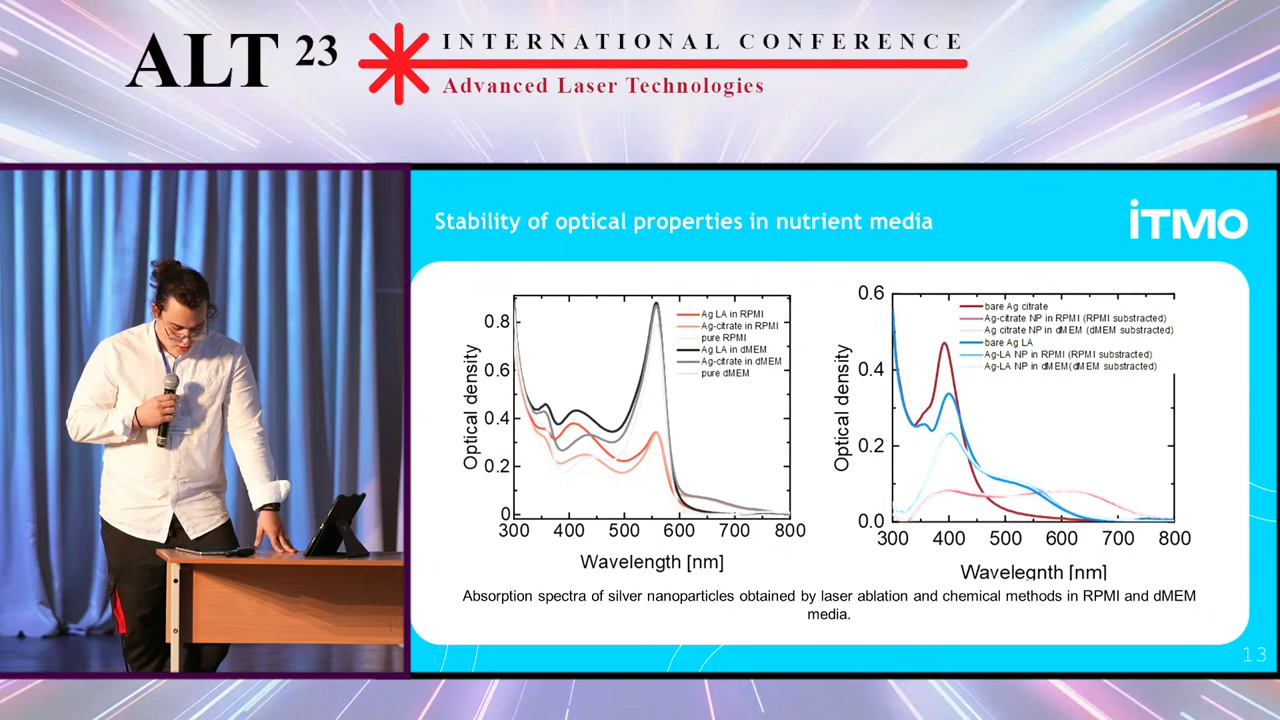 ALT 23
INTERNATIONAL CONFERENCE
Advanced Laser Technologies
Stability of optical properties in nutrient media
iTMO
Optical density
0.8
0.6
0.4
0.2
0
300 400 500 600 700 800
Wavelength [nm]
Ag LA in RPMI
Ag-citrate in RPMI
pure RPMI
Ag LA in dMEM
Ag-citrate in dMEM
pure dMEM
Optical density
0.6
0.4
0.2
0.0
300 400 500 600 700 800
Wavelegnth [nm]
bare Ag citrate
Ag-citrate NP in RPMI (RPMI substracted)
Ag citrate NP in dMEM (dMEM substracted)
bare Ag LA
Ag-LA NP in RPMI (RPMI substracted)
Ag-LA NP in dMEM(dMEM substracted)
Absorption spectra of silver nanoparticles obtained by laser ablation and chemical methods in RPMI and dMEM
media.
13